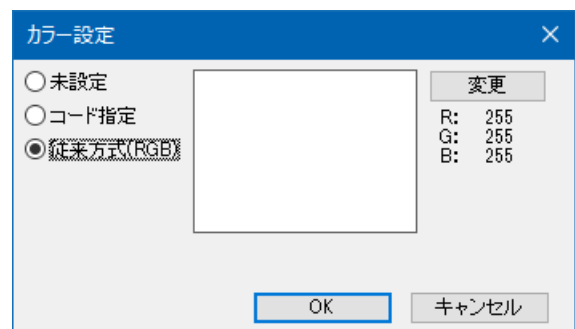 カラー設定
未設定
コード指定
従来方式(RGB)
変更
R: 255
G: 255
B: 255
OK
キャンセル